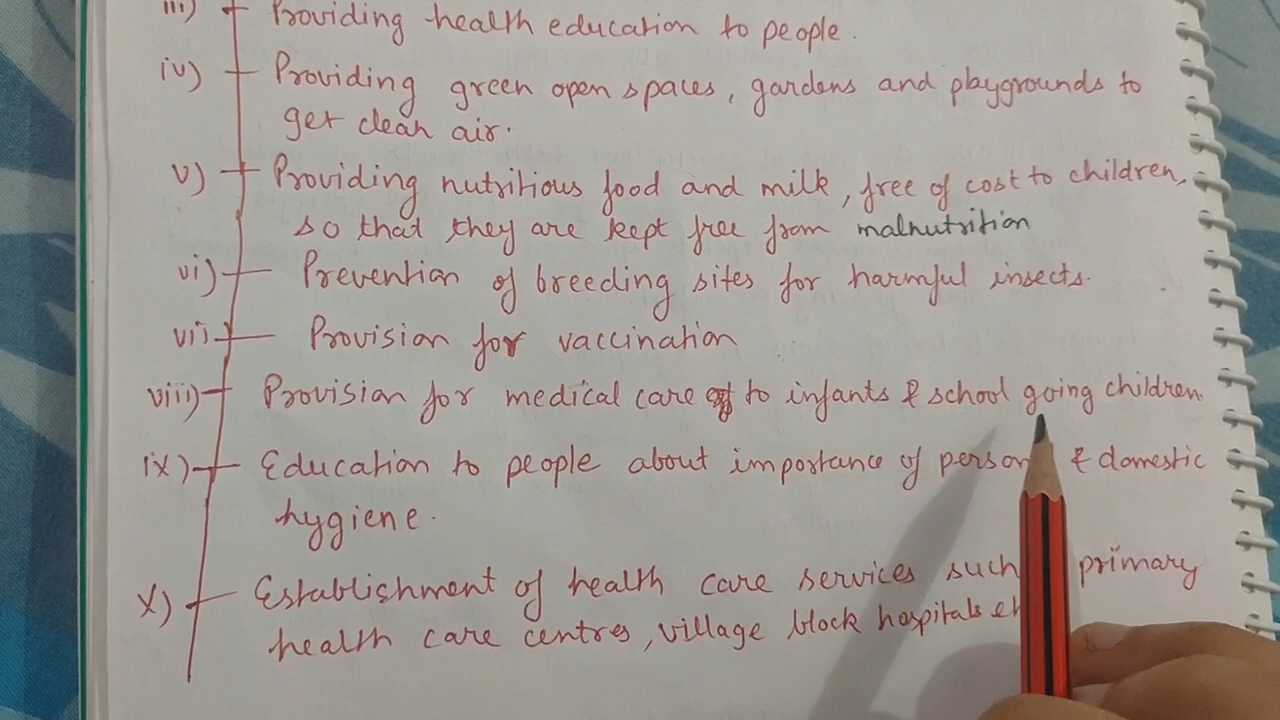 iii) Providing health education to people.
iv) Providing green open spaces, gardens and playgrounds to
get clean air.
v) Providing nutritious food and milk, free of cost to children,
so that they are kept free from malnutrition
vi) Prevention of breeding sites for harmful insects.
vii Provision for vaccination
viii) Provision for medical care to infants & school going children.
ix) Education to people about importance of & domestic
hygiene.
x) Establishment of health care services such primary
health care centres, village block hospitals